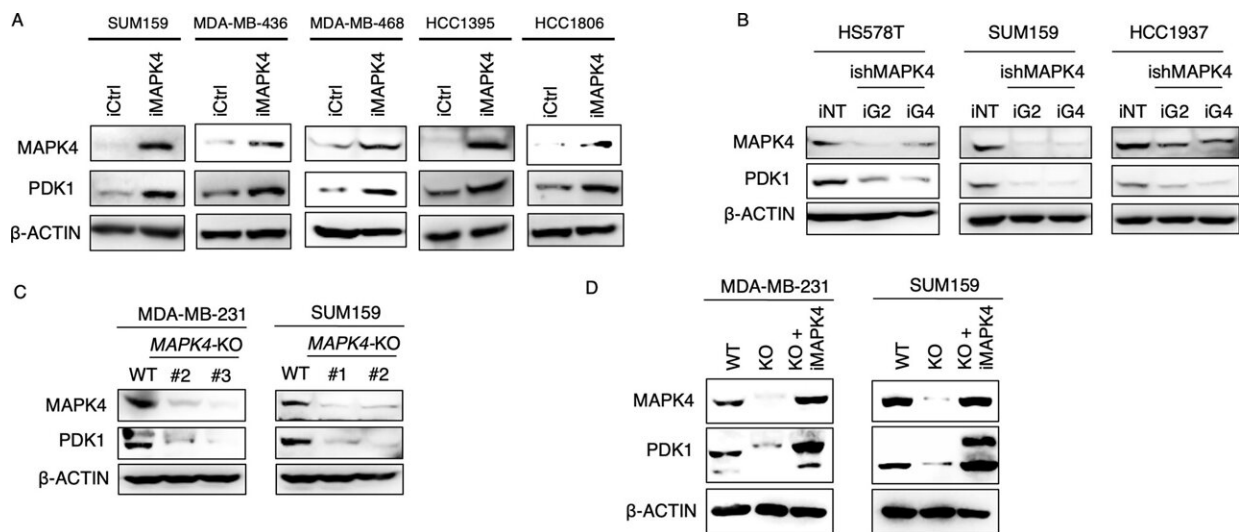 A
SUM159 MDA-MB-436 MDA-MB-468 HCC1395 HCC1806
iCtrl iMAPK4 iCtrl iMAPK4 iCtrl iMAPK4 iCtrl iMAPK4 iCtrl iMAPK4
MAPK4
PDK1
β-ACTIN
B
HS578T SUM159 HCC1937
ishMAPK4 ishMAPK4 ishMAPK4
iNT iG2 iG4 iNT iG2 iG4 iNT iG2 iG4
MAPK4
PDK1
β-ACTIN
C
MDA-MB-231 SUM159
MAPK4-KO MAPK4-KO
WT #2 #3 WT #1 #2
MAPK4
PDK1
β-ACTIN
D
MDA-MB-231 SUM159
WT KO KO + iMAPK4 WT KO KO + iMAPK4
MAPK4
PDK1
β-ACTIN